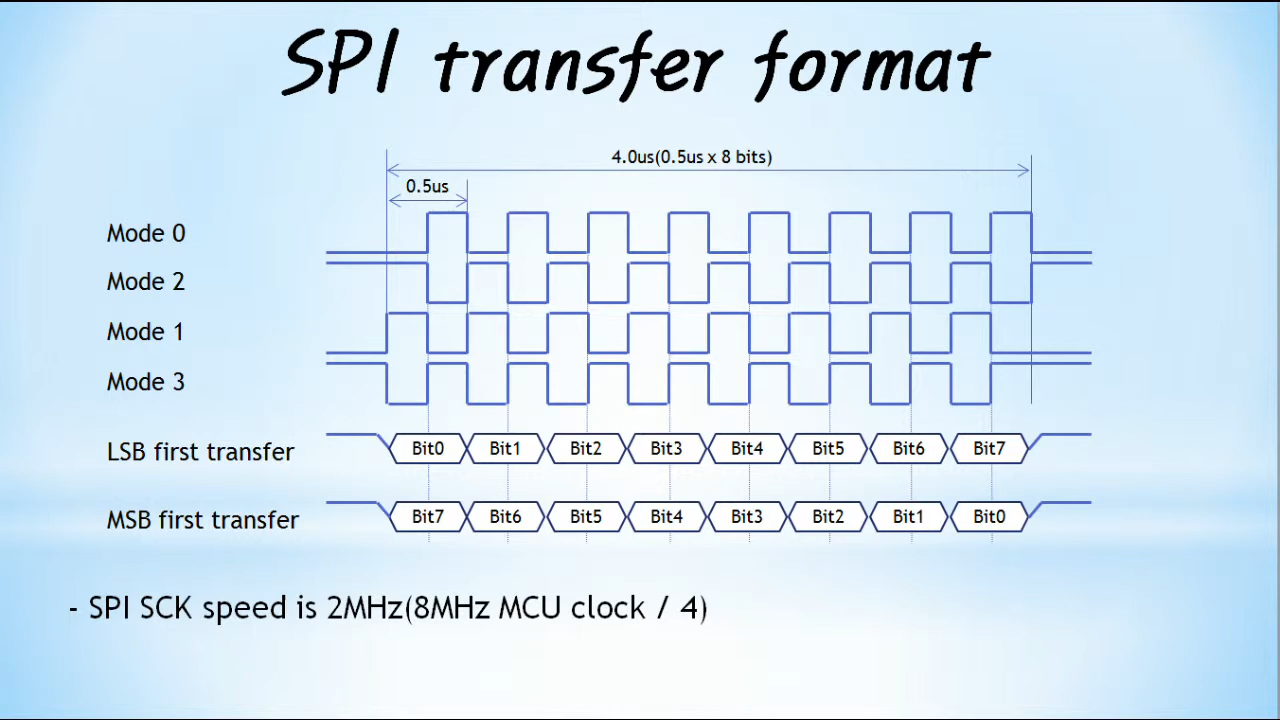 SPI transfer format
4.0us(0.5us x 8 bits)
0.5us
Mode 0
Mode 2
Mode 1
Mode 3
LSB first transfer Bit0 Bit1 Bit2 Bit3 Bit4 Bit5 Bit6 Bit7
MSB first transfer Bit7 Bit6 Bit5 Bit4 Bit3 Bit2 Bit1 Bit0
- SPI SCK speed is 2MHz(8MHz MCU clock / 4)